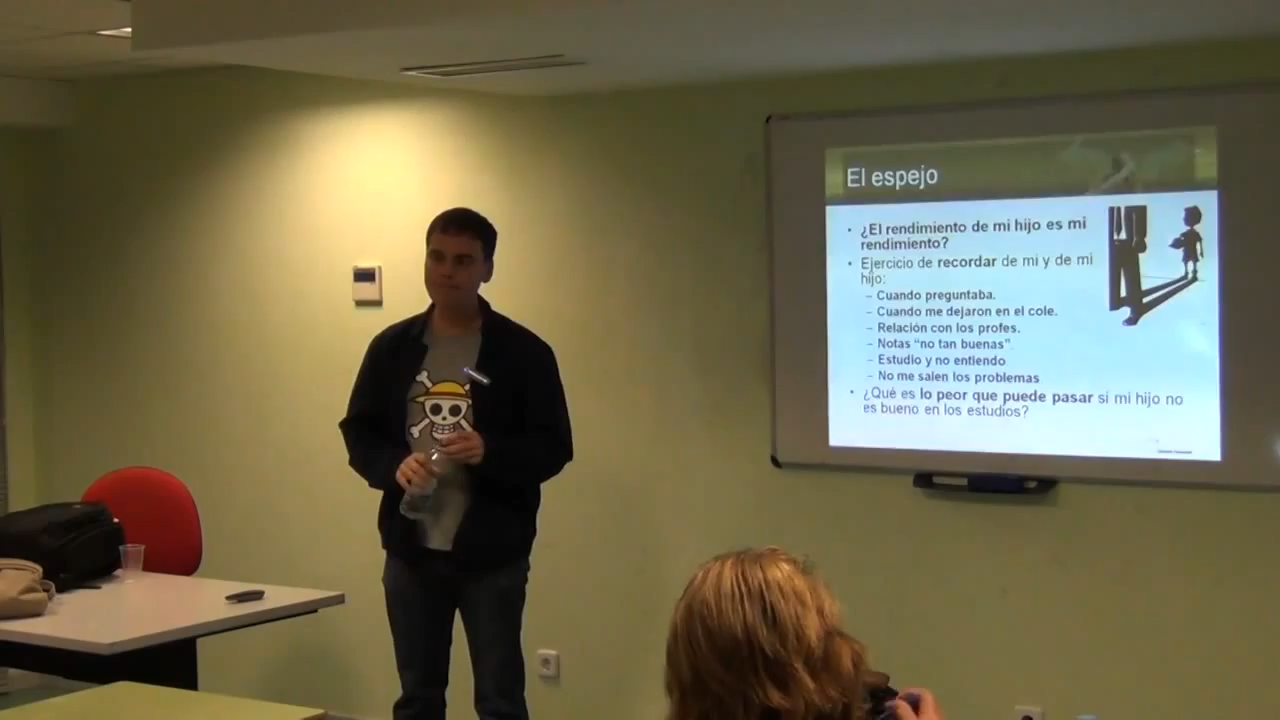 El espejo
• ¿El rendimiento de mi hijo es mi
rendimiento?
• Ejercicio de recordar de mi y de mi
hijo:
– Cuando preguntaba.
– Cuando me dejaron en el cole.
– Relación con los profes.
– Notas “no tan buenas”
– Estudio y no entiendo
– No me salen los problemas
• ¿Qué es lo peor que puede pasar si mi hijo no
es bueno en los estudios?